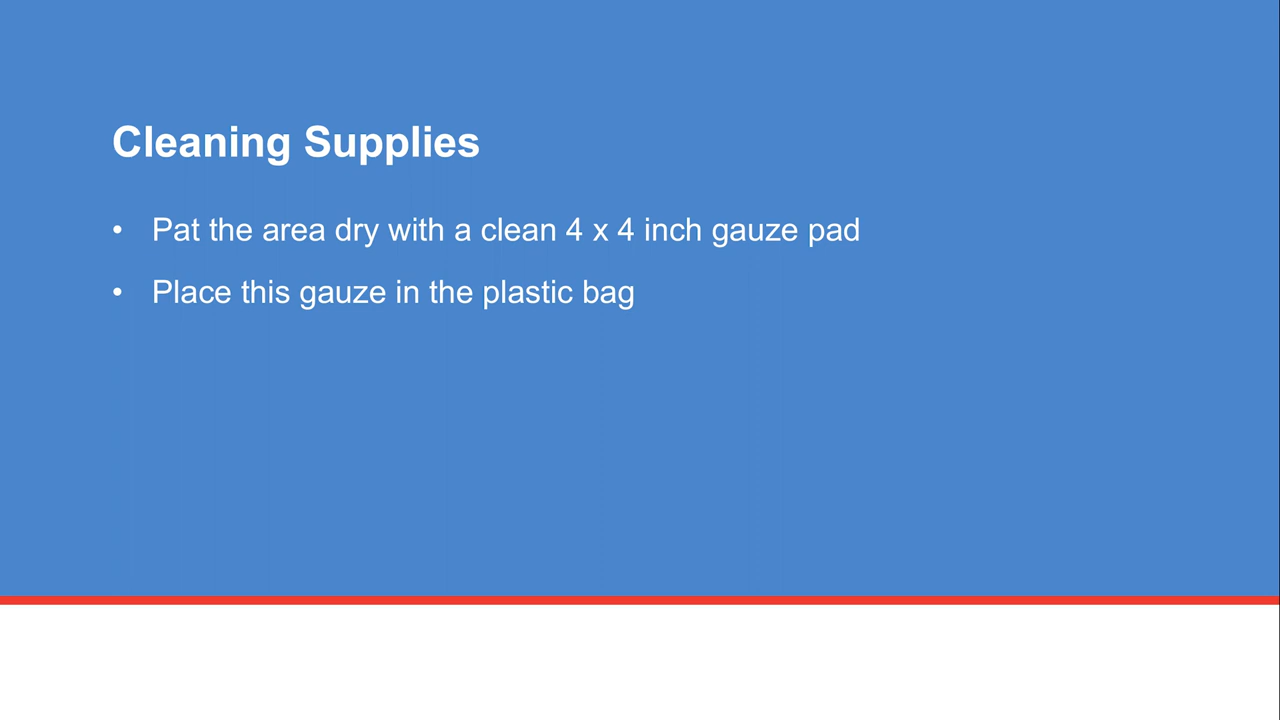 Cleaning Supplies
• Pat the area dry with a clean 4 x 4 inch gauze pad
• Place this gauze in the plastic bag